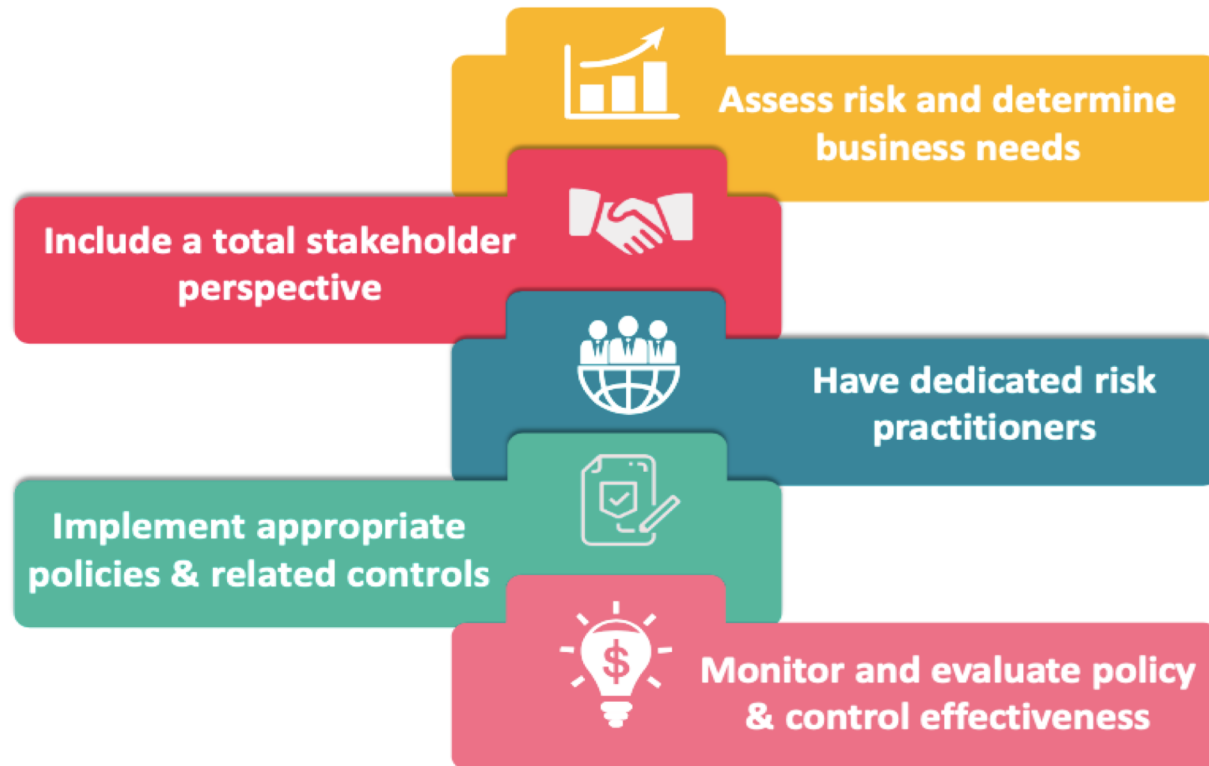 Assess risk and determine
business needs
Include a total stakeholder
perspective
Have dedicated risk
practitioners
Implement appropriate
policies & related controls
$
Monitor and evaluate policy
& control effectiveness